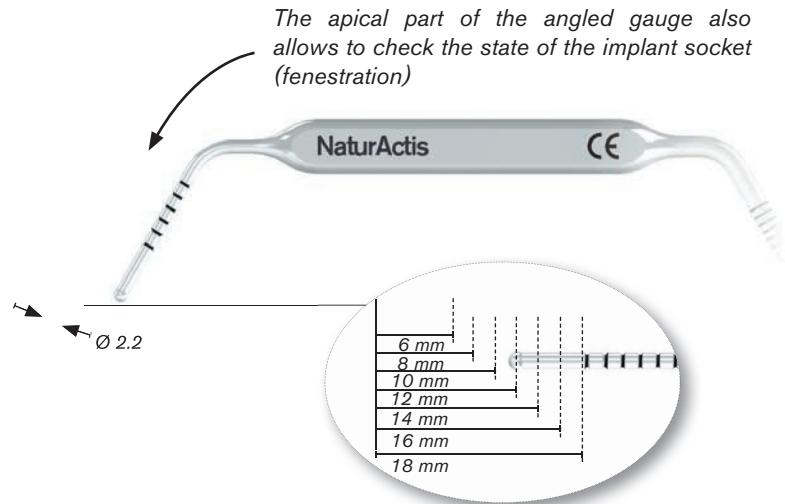 The apical part of the angled gauge also
allows to check the state of the implant socket
(fenestration)
NaturActis CE
Ø 2.2
6 mm
8 mm
10 mm
12 mm
14 mm
16 mm
18 mm